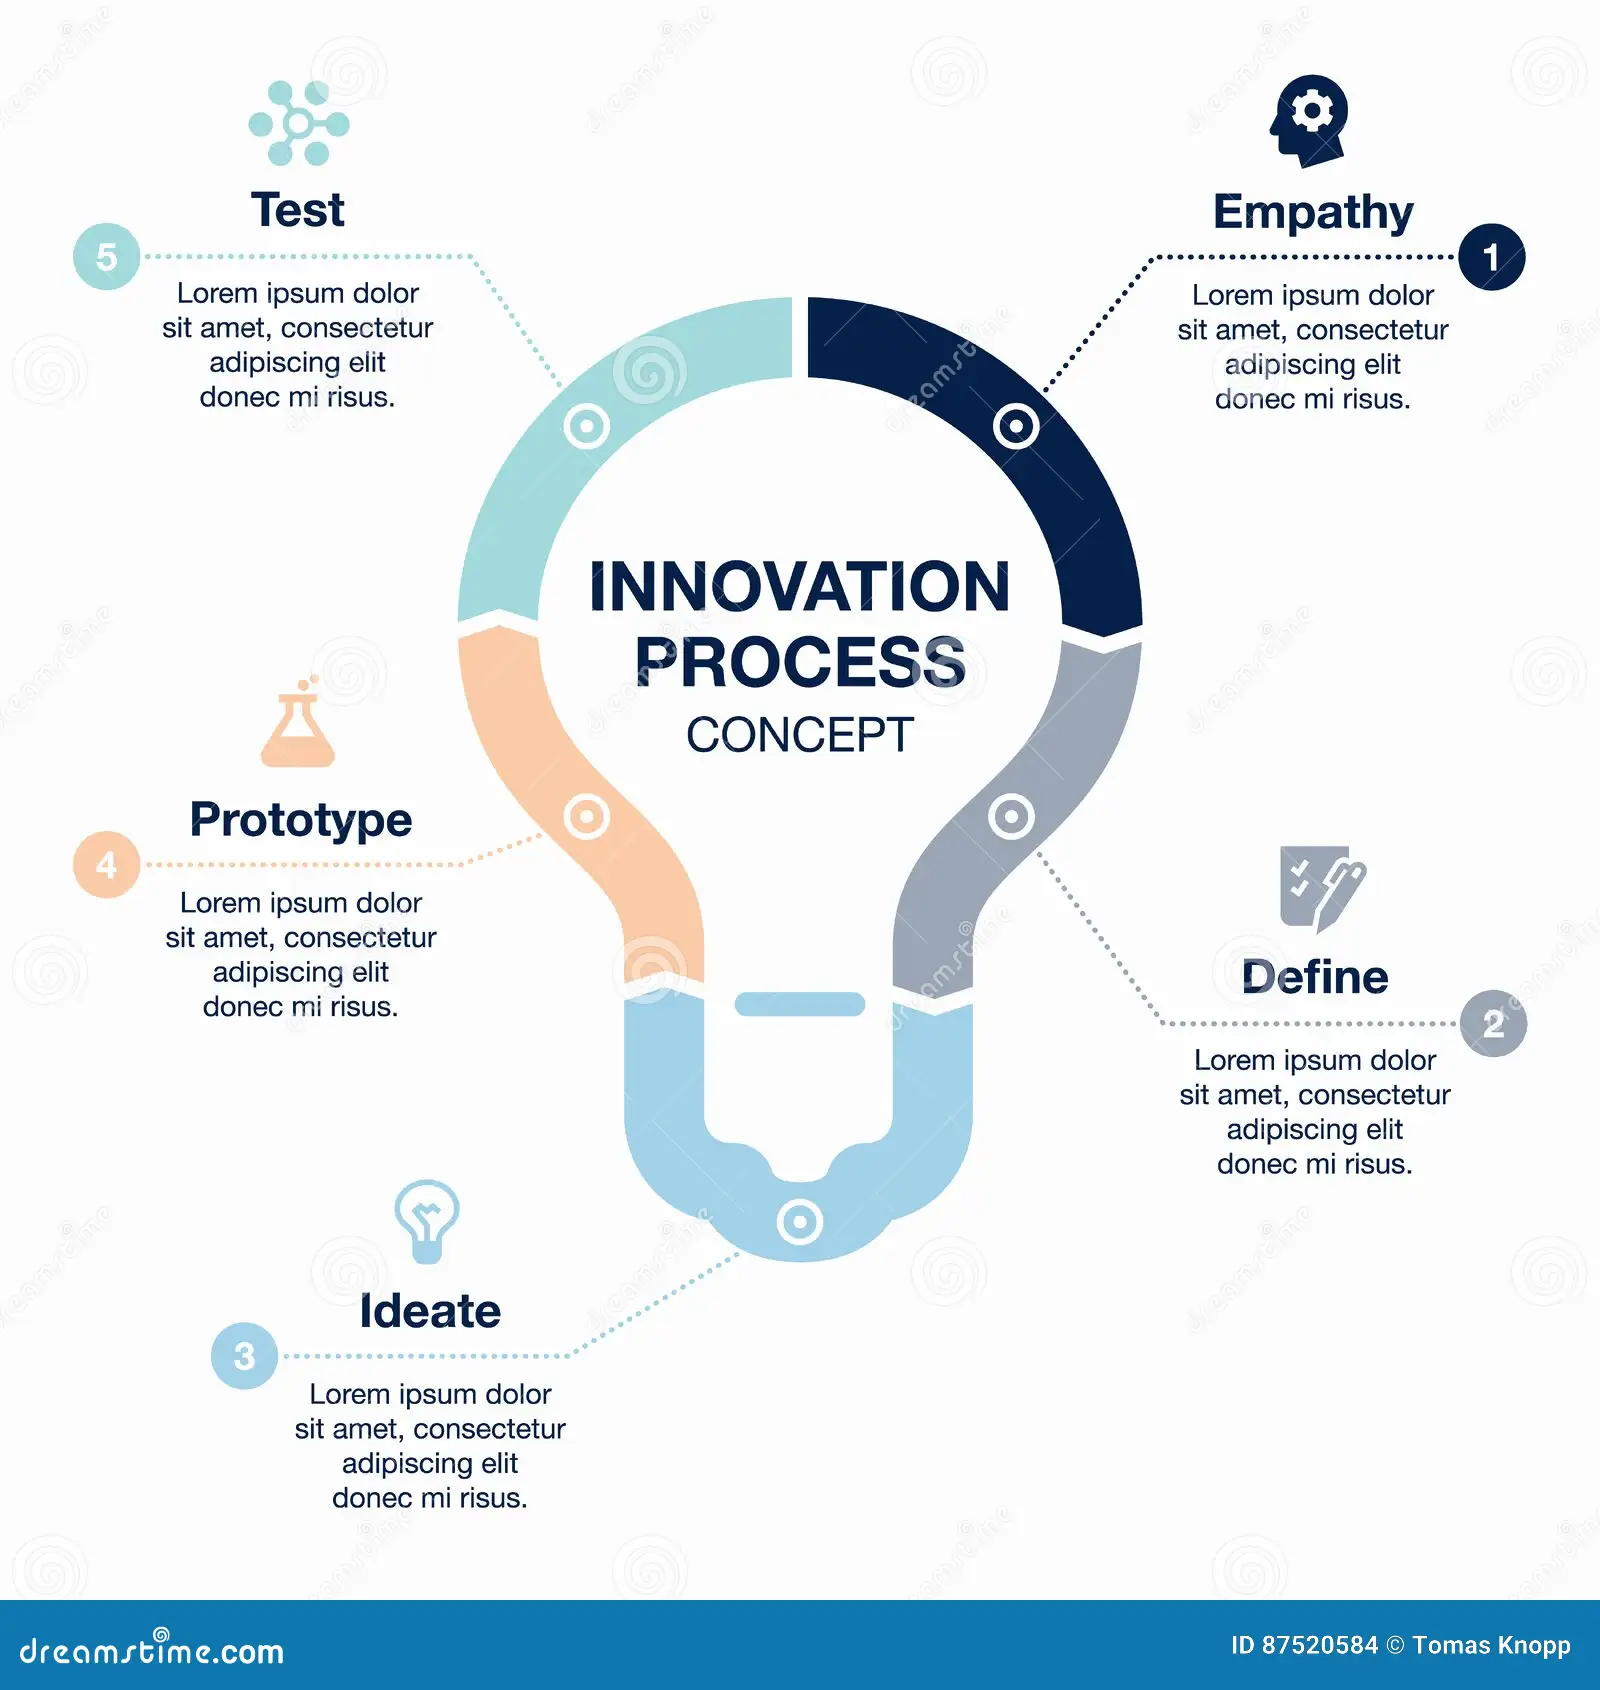 Test
5
Lorem ipsum dolor
sit amet, consectetur
adipiscing elit
donec mi risus.
Empathy
1
Lorem ipsum dolor
sit amet, consectetur
adipiscing elit
donec mi risus.
INNOVATION
PROCESS
CONCEPT
Prototype
4
Lorem ipsum dolor
sit amet, consectetur
adipiscing elit
donec mi risus.
Define
2
Lorem ipsum dolor
sit amet, consectetur
adipiscing elit
donec mi risus.
Ideate
3
Lorem ipsum dolor
sit amet, consectetur
adipiscing elit
donec mi risus.
dreamstime.com
ID 87520584 © Tomas Knopp